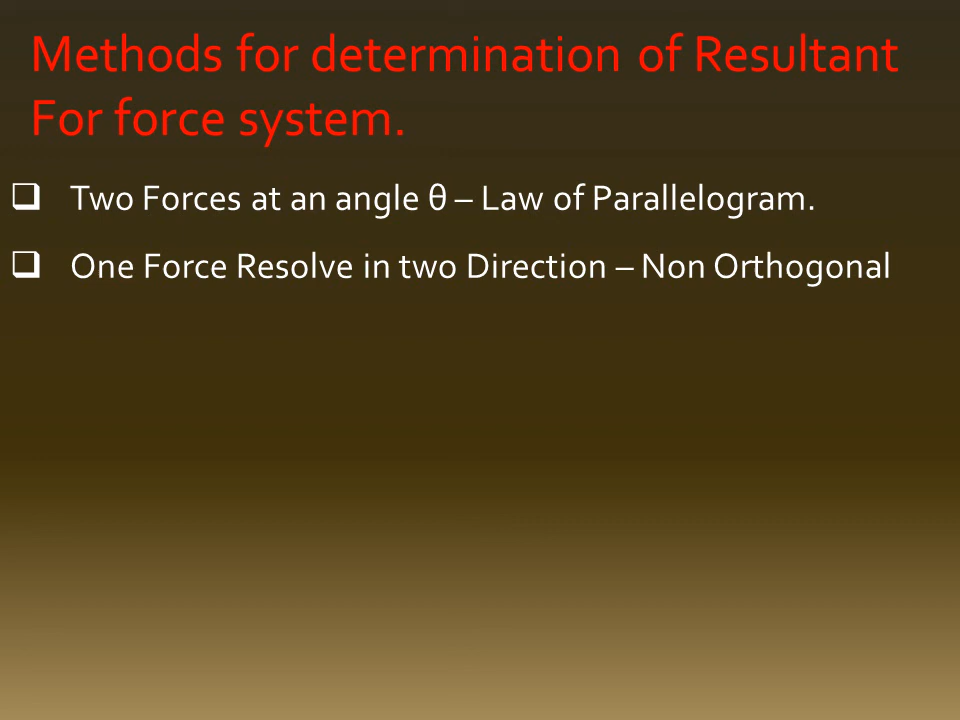 Methods for determination of Resultant
For force system.
❑ Two Forces at an angle θ – Law of Parallelogram.
❑ One Force Resolve in two Direction – Non Orthogonal